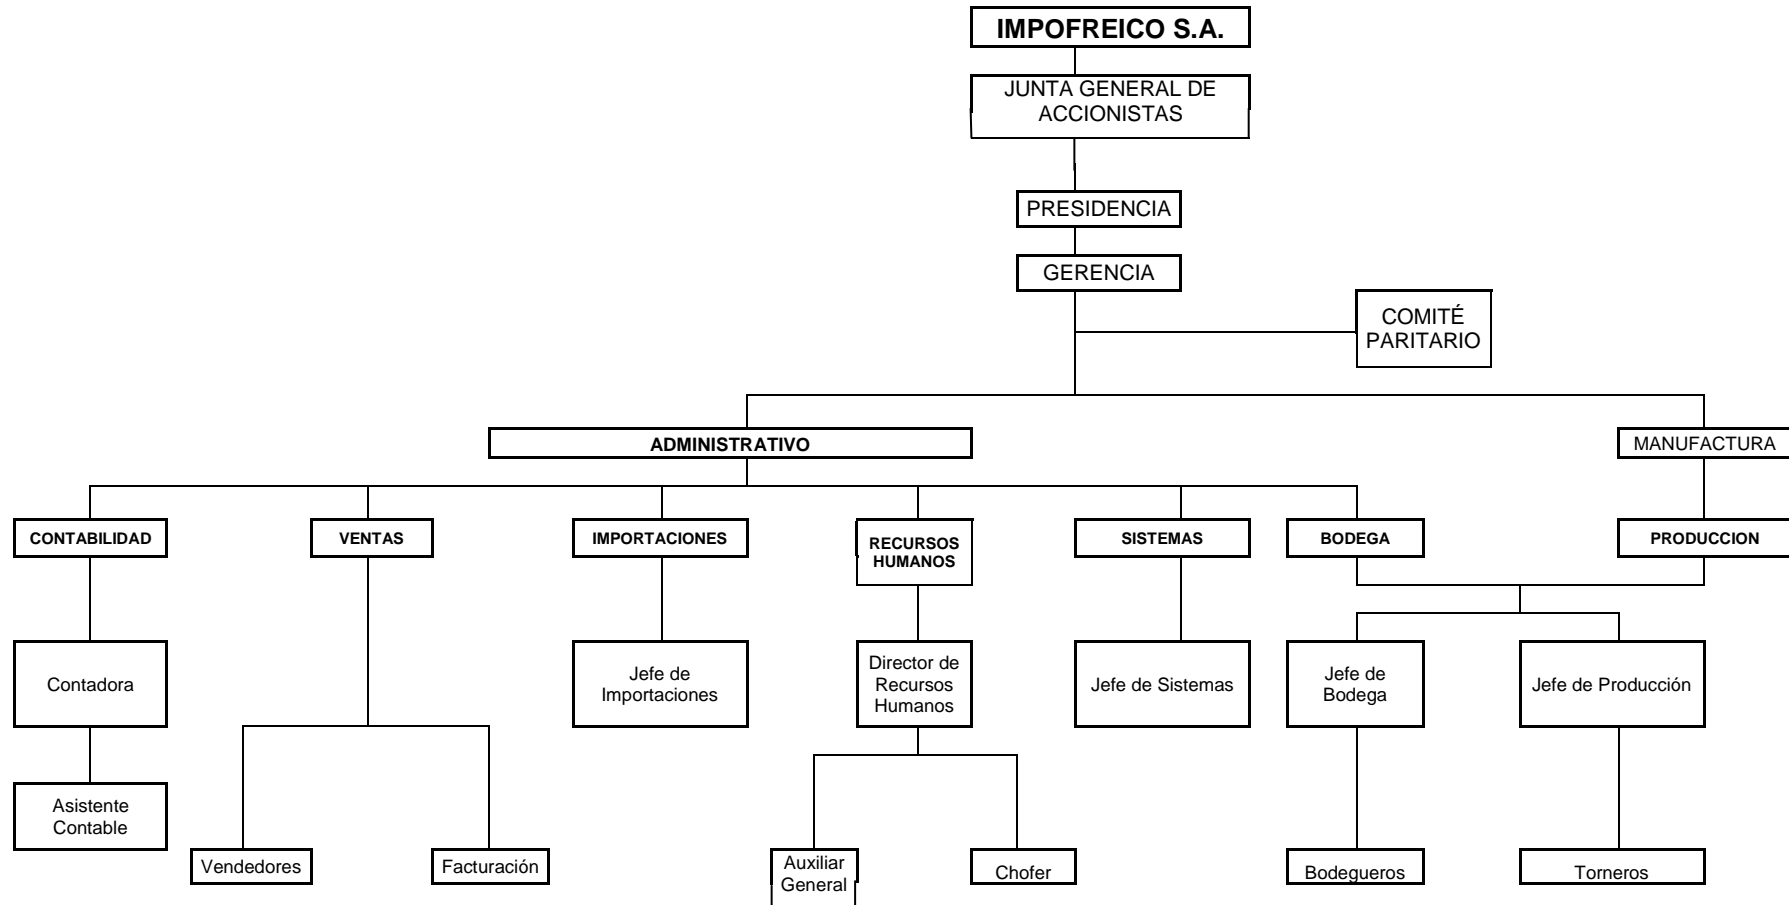 IMPOFREICO S.A.
JUNTA GENERAL DE
ACCIONISTAS
PRESIDENCIA
GERENCIA
COMITÉ
PARITARIO
ADMINISTRATIVO
MANUFACTURA
CONTABILIDAD
VENTAS
IMPORTACIONES
RECURSOS
HUMANOS
SISTEMAS
BODEGA
PRODUCCION
Contadora
Jefe de
Importaciones
Director de
Recursos
Humanos
Jefe de Sistemas
Jefe de
Bodega
Jefe de Producción
Asistente
Contable
Vendedores
Facturación
Auxiliar
General
Chofer
Bodegueros
Torneros